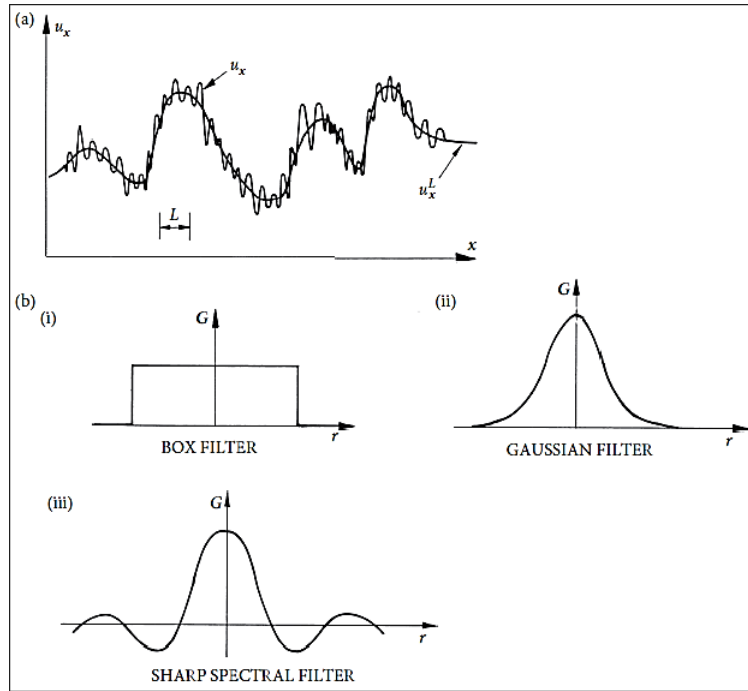 (a)
u_x
u_x
u_x^L
L
x
(b)
(i)
G
r
BOX FILTER
(ii)
G
r
GAUSSIAN FILTER
(iii)
G
r
SHARP SPECTRAL FILTER